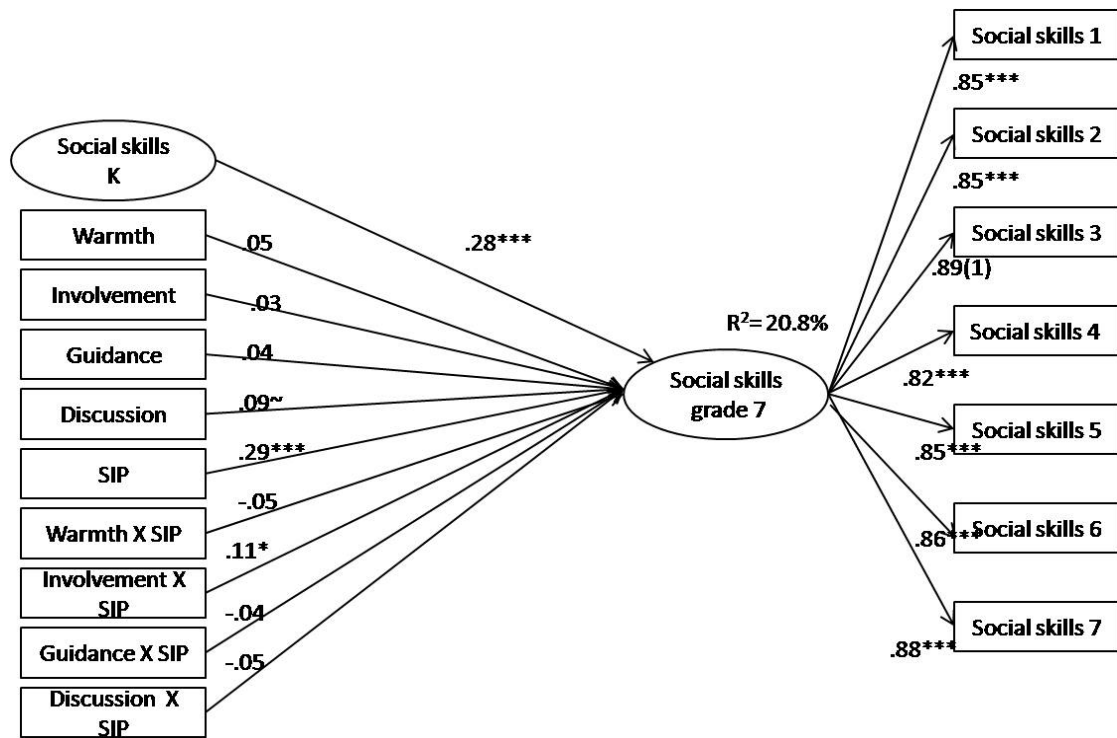 Social skills
K
Warmth
Involvement
Guidance
Discussion
SIP
Warmth X SIP
Involvement X
SIP
Guidance X SIP
Discussion X
SIP
.28***
.05
.03
.04
.09~
.29***
-.05
.11*
-.04
-.05
R²= 20.8%
Social skills
grade 7
Social skills 1
.85***
Social skills 2
.85***
Social skills 3
.89(1)
Social skills 4
.82***
Social skills 5
.85***
Social skills 6
.86***
Social skills 7
.88***